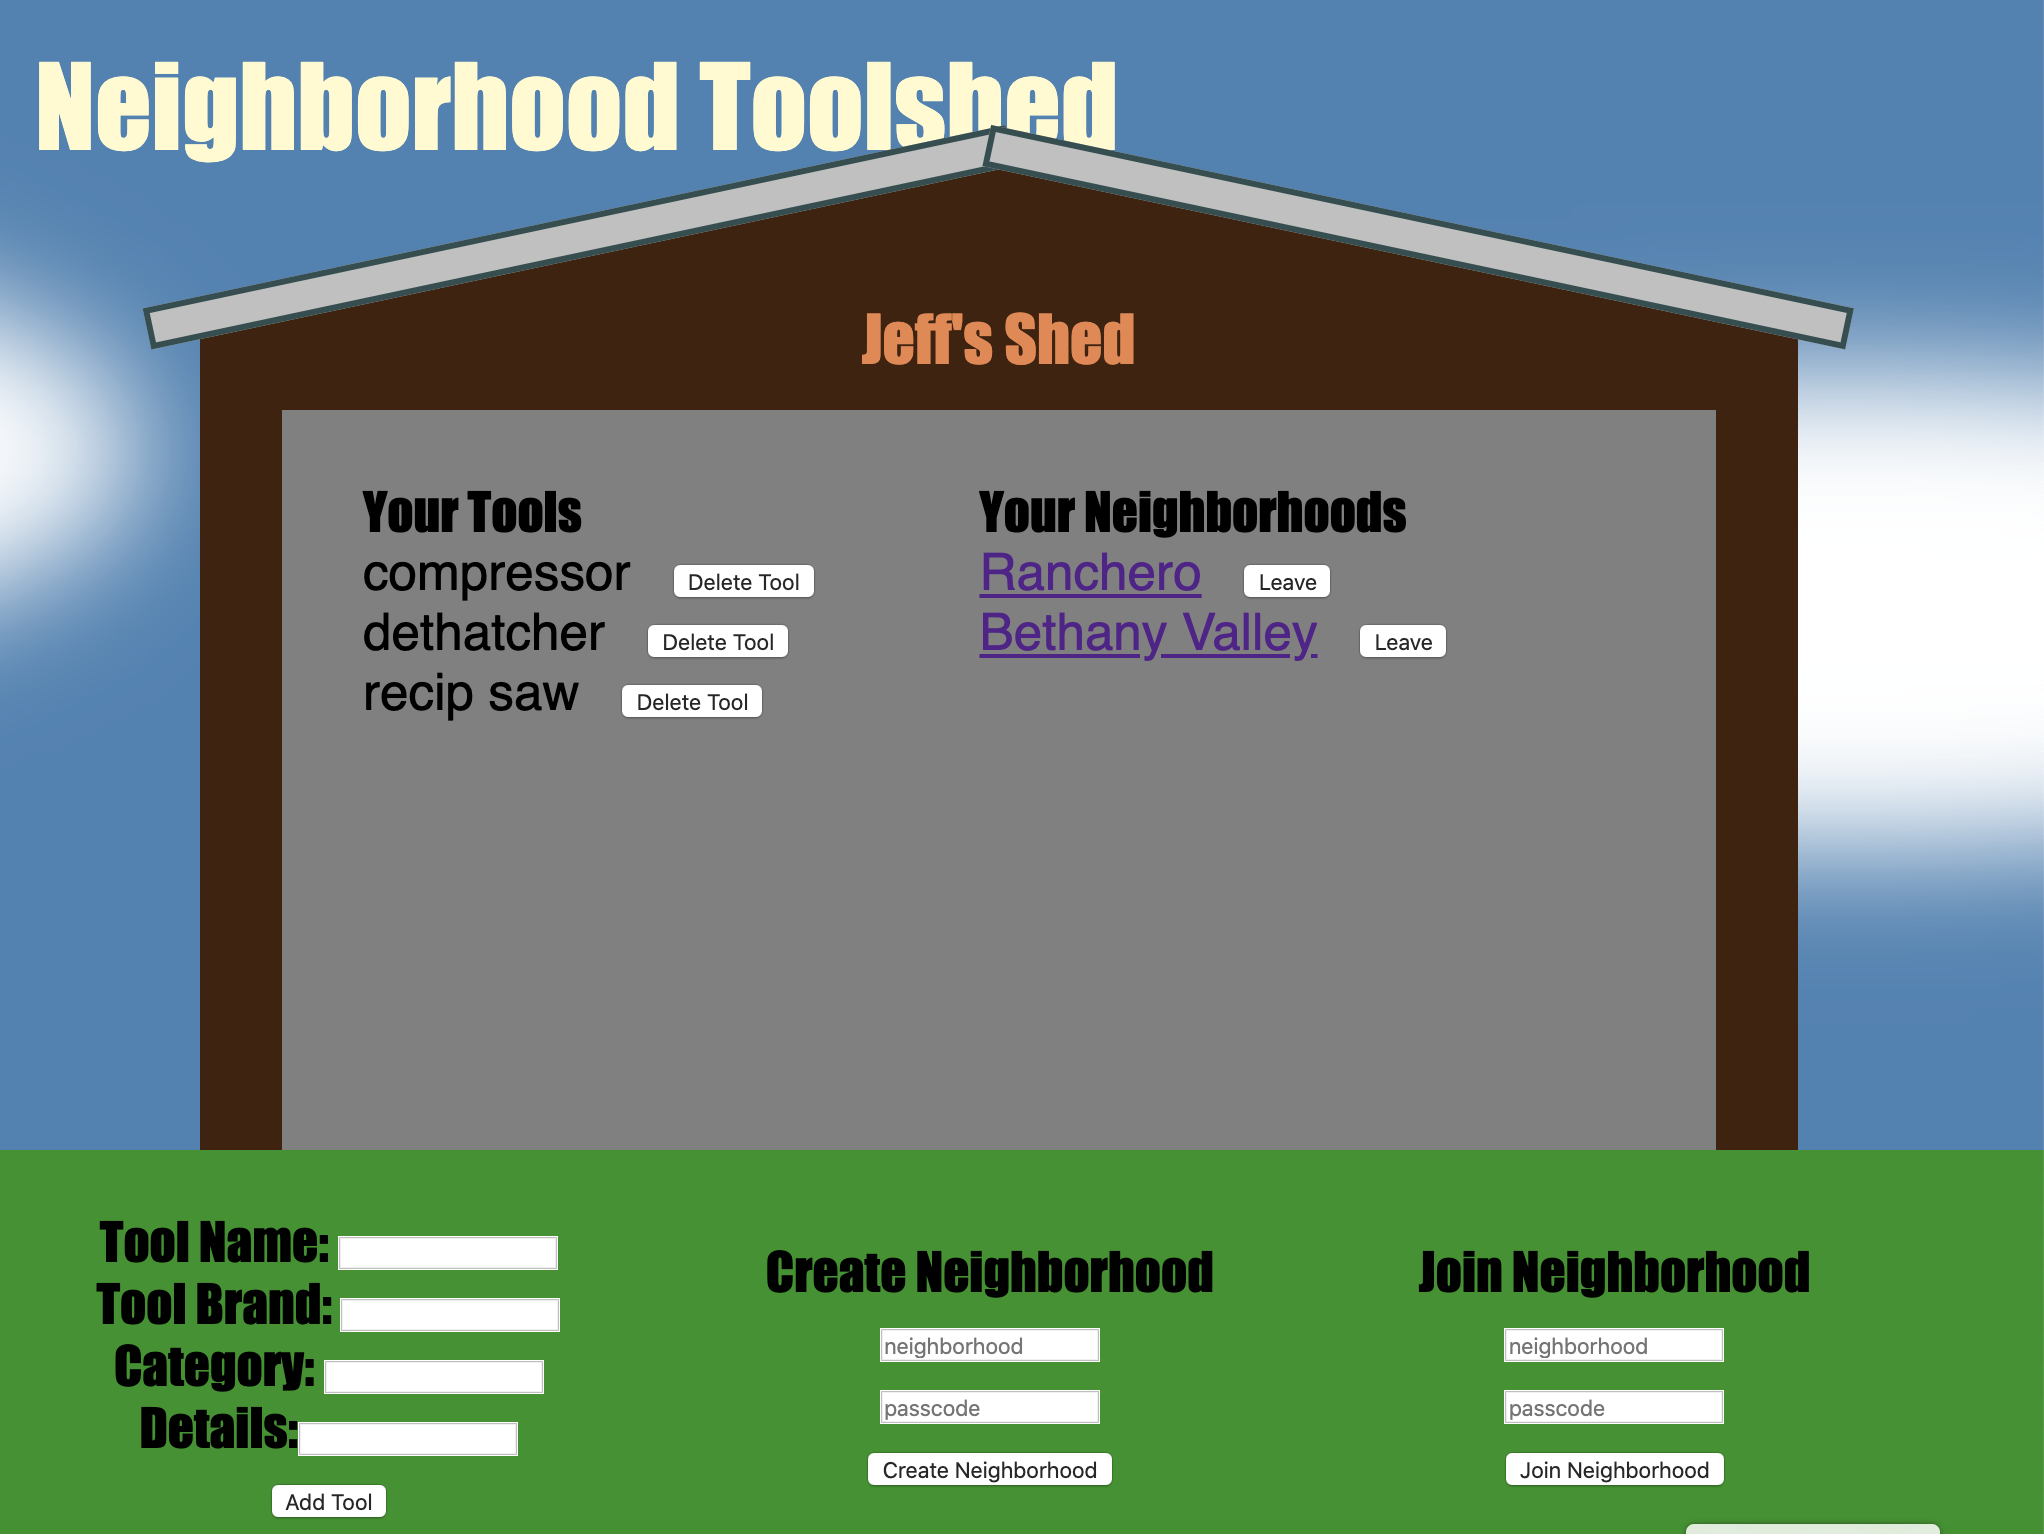 Neighborhood Toolshed
Jeff's Shed
Your Tools
compressor Delete Tool
dethatcher Delete Tool
recip saw Delete Tool
Your Neighborhoods
Ranchero Leave
Bethany Valley Leave
Tool Name:
Tool Brand:
Category:
Details:
Add Tool
Create Neighborhood
neighborhood
passcode
Create Neighborhood
Join Neighborhood
neighborhood
passcode
Join Neighborhood